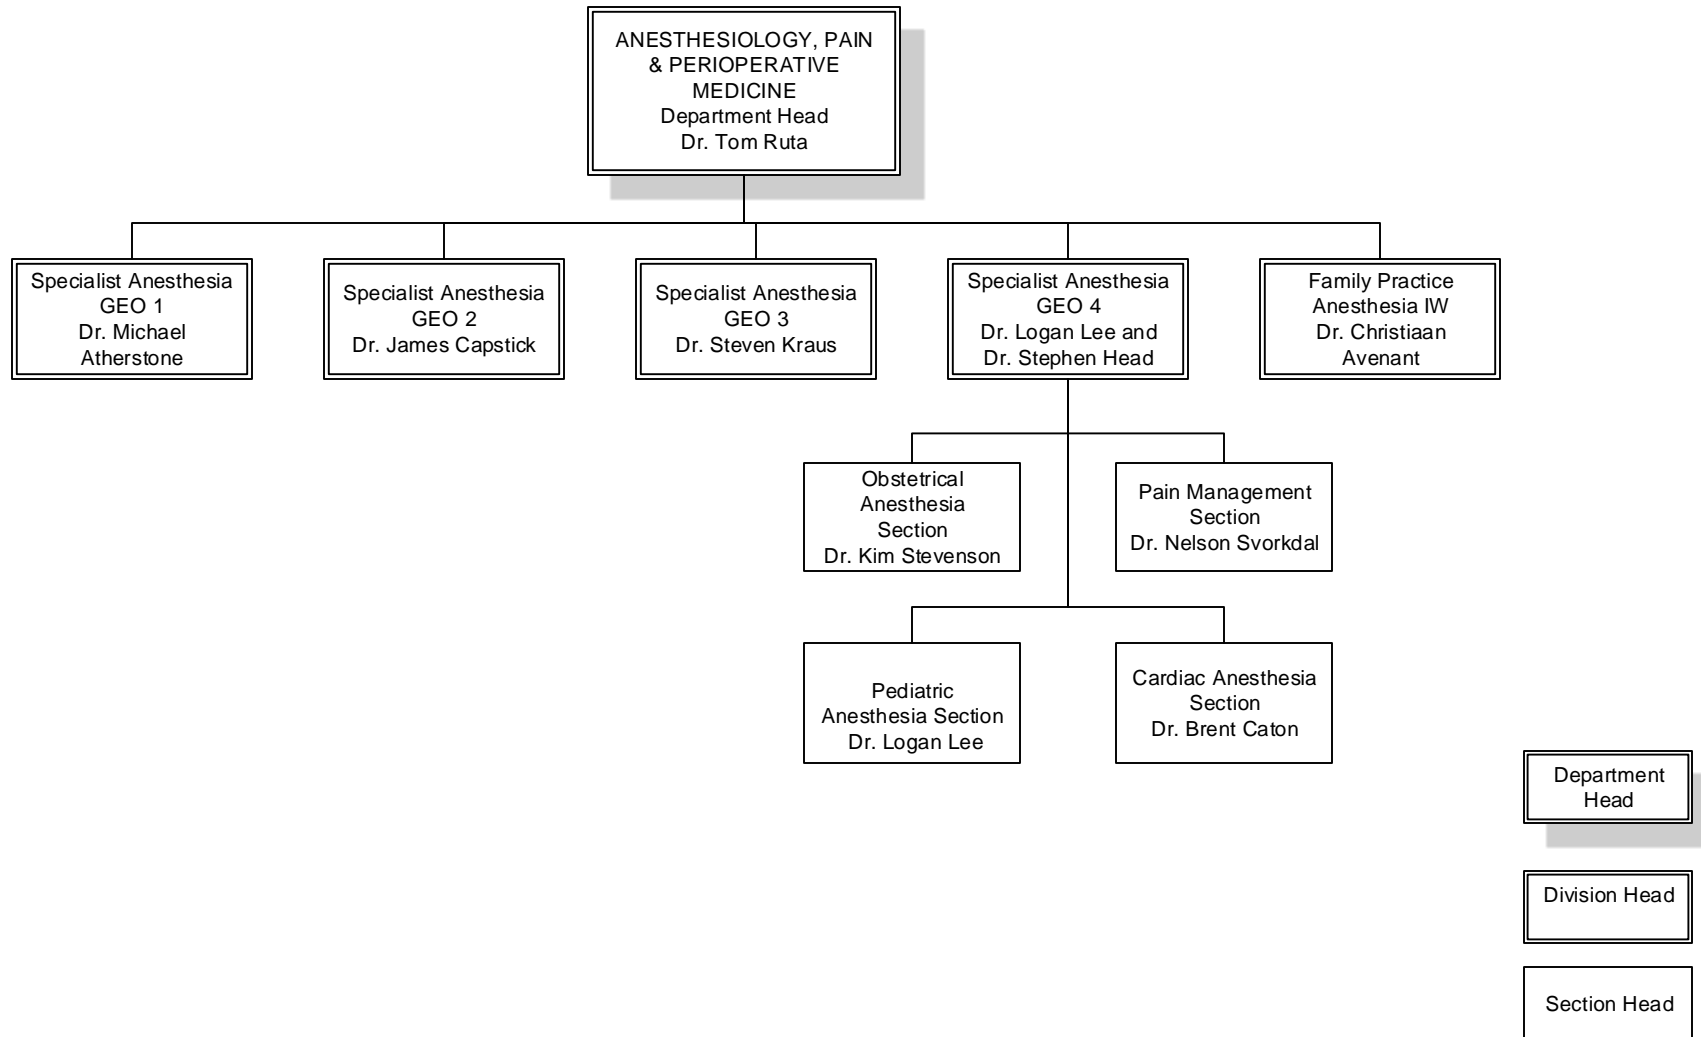 ANESTHESIOLOGY, PAIN
& PERIOPERATIVE
MEDICINE
Department Head
Dr. Tom Ruta
Specialist Anesthesia
GEO 1
Dr. Michael
Atherstone
Specialist Anesthesia
GEO 2
Dr. James Capstick
Specialist Anesthesia
GEO 3
Dr. Steven Kraus
Specialist Anesthesia
GEO 4
Dr. Logan Lee and
Dr. Stephen Head
Family Practice
Anesthesia IW
Dr. Christiaan
Avenant
Obstetrical
Anesthesia
Section
Dr. Kim Stevenson
Pain Management
Section
Dr. Nelson Svorkdal
Pediatric
Anesthesia Section
Dr. Logan Lee
Cardiac Anesthesia
Section
Dr. Brent Caton
Department
Head
Division Head
Section Head